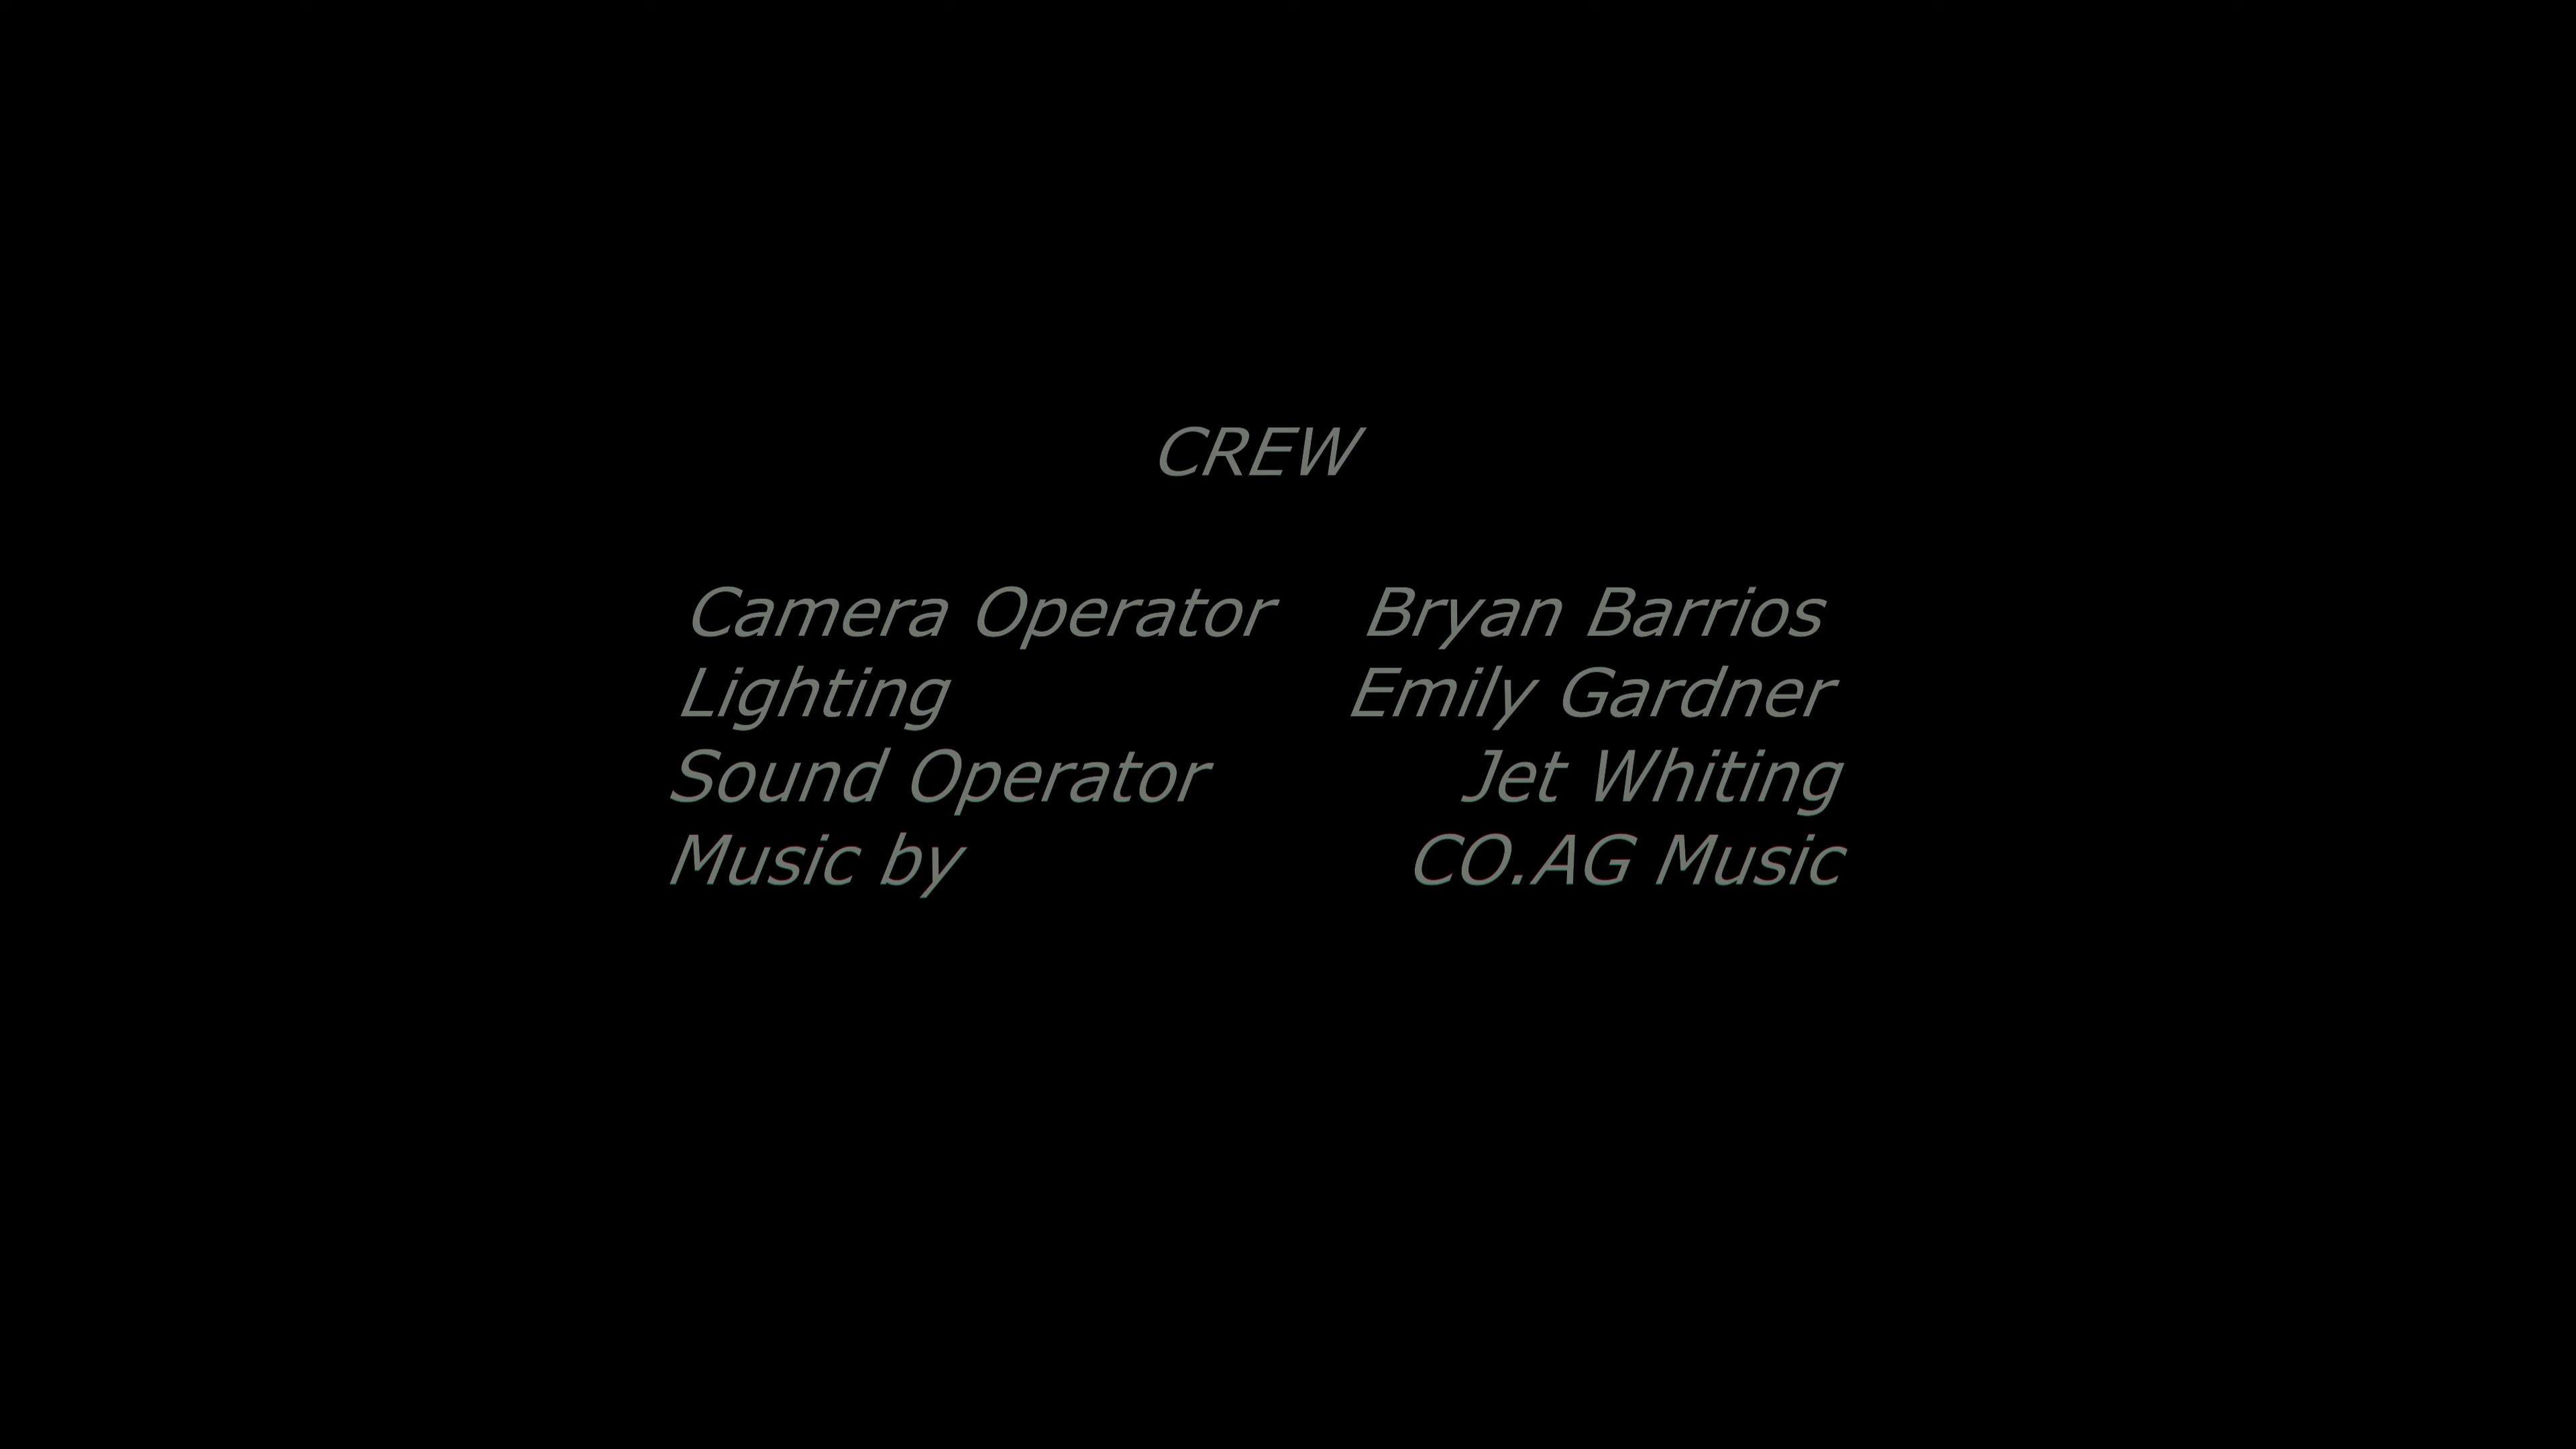 CREW
Camera Operator Bryan Barrios
Lighting Emily Gardner
Sound Operator Jet Whiting
Music by CO.AG Music